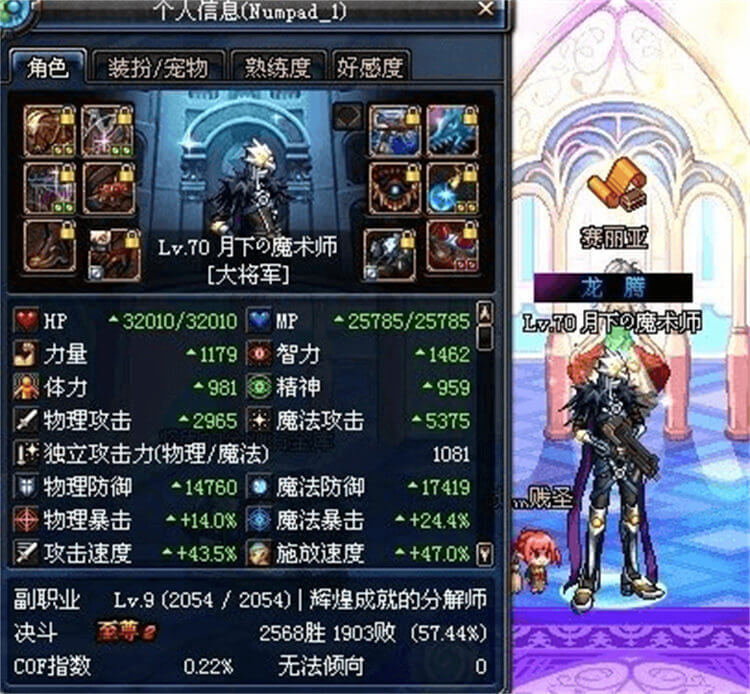 个人信息(Numpad_1)
角色 装扮/宠物 熟练度 好感度
Lv.70 月下の魔术师
[大将军]
HP 32010/32010 MP 25785/25785
力量 1179 智力 1462
体力 981 精神 959
物理攻击 2965 魔法攻击 5375
独立攻击力(物理/魔法) 1081
物理防御 14760 魔法防御 17419
物理暴击 +14.0% 魔法暴击 +24.4%
攻击速度 +43.5% 施放速度 +47.0%
副职业 Lv.9 (2054 / 2054) | 辉煌成就的分解师
决斗 至尊2 2568胜 1903败 (57.44%)
COF指数 0.22% 无法倾向 0
赛丽亚
龙 腾
Lv.70 月下の魔术师
贱圣